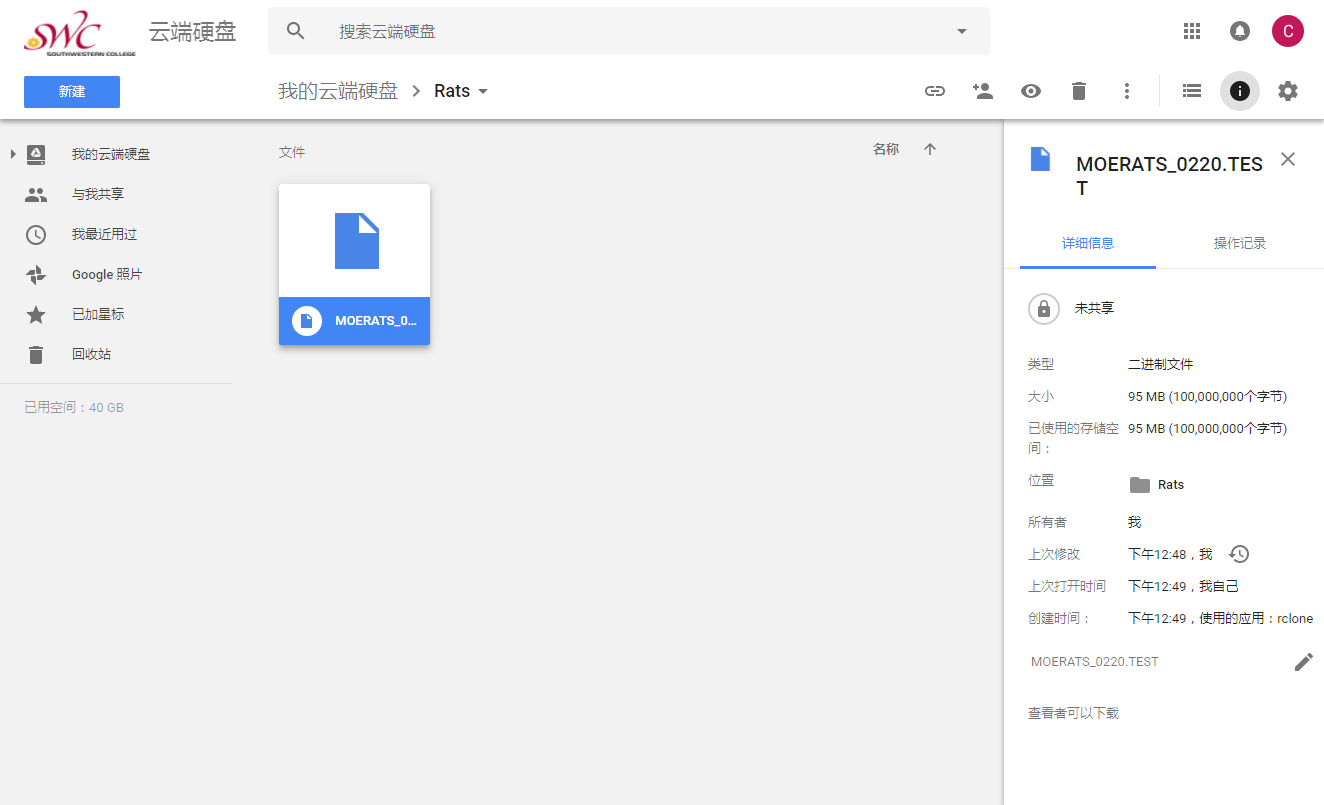 SWC
SOUTHWESTERN COLLEGE
云端硬盘
搜索云端硬盘
C
新建
我的云端硬盘 > Rats
我的云端硬盘
与我共享
我最近用过
Google 照片
已加星标
回收站
已用空间：40 GB
文件
名称
MOERATS_0...
MOERATS_0220.TES
T
详细信息
操作记录
未共享
类型 二进制文件
大小 95 MB (100,000,000个字节)
已使用的存储空 95 MB (100,000,000个字节)
间：
位置 Rats
所有者 我
上次修改 下午12:48，我
上次打开时间 下午12:49，我自己
创建时间： 下午12:49，使用的应用：rclone
MOERATS_0220.TEST
查看者可以下载